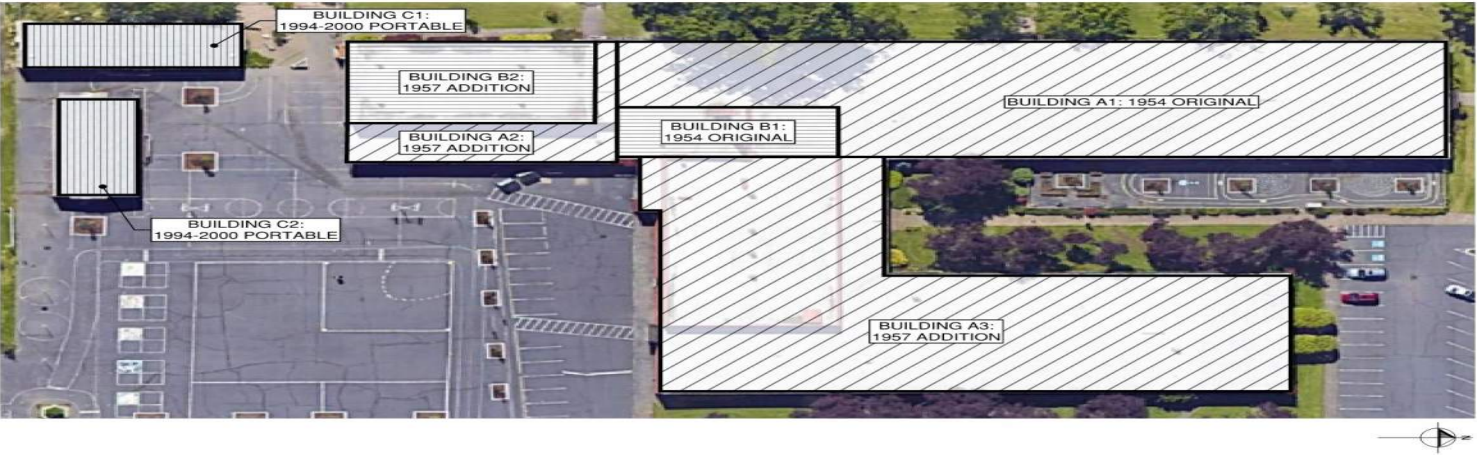 BUILDING C1:
1994-2000 PORTABLE
BUILDING B2:
1957 ADDITION
BUILDING A1: 1954 ORIGINAL
BUILDING B1:
1954 ORIGINAL
BUILDING A2:
1957 ADDITION
BUILDING C2:
1994-2000 PORTABLE
BUILDING A3:
1957 ADDITION
N